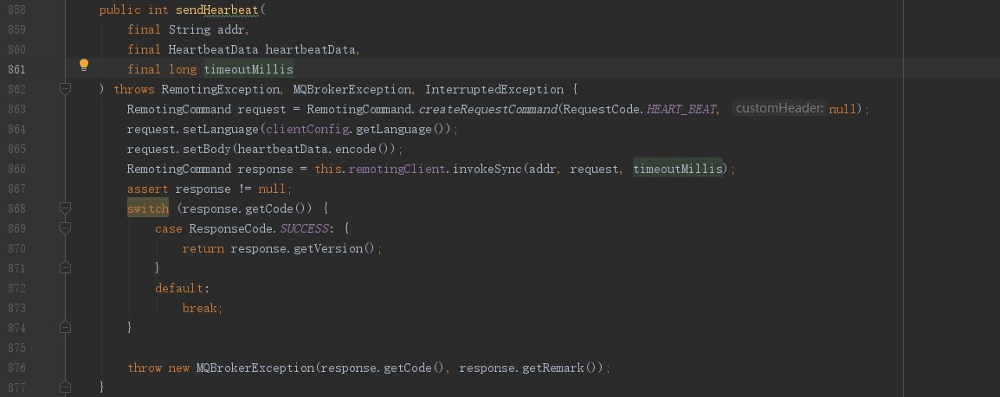 858 public int sendHearbeat(
859 final String addr,
860 final HeartbeatData heartbeatData,
861 final long timeoutMillis
862 ) throws RemotingException, MQBrokerException, InterruptedException {
863 RemotingCommand request = RemotingCommand.createRequestCommand(RequestCode.HEART_BEAT, customHeader: null);
864 request.setLanguage(clientConfig.getLanguage());
865 request.setBody(heartbeatData.encode());
866 RemotingCommand response = this.remotingClient.invokeSync(addr, request, timeoutMillis);
867 assert response != null;
868 switch (response.getCode()) {
869 case ResponseCode.SUCCESS: {
870 return response.getVersion();
871 }
872 default:
873 break;
874 }
875
876 throw new MQBrokerException(response.getCode(), response.getRemark());
877 }